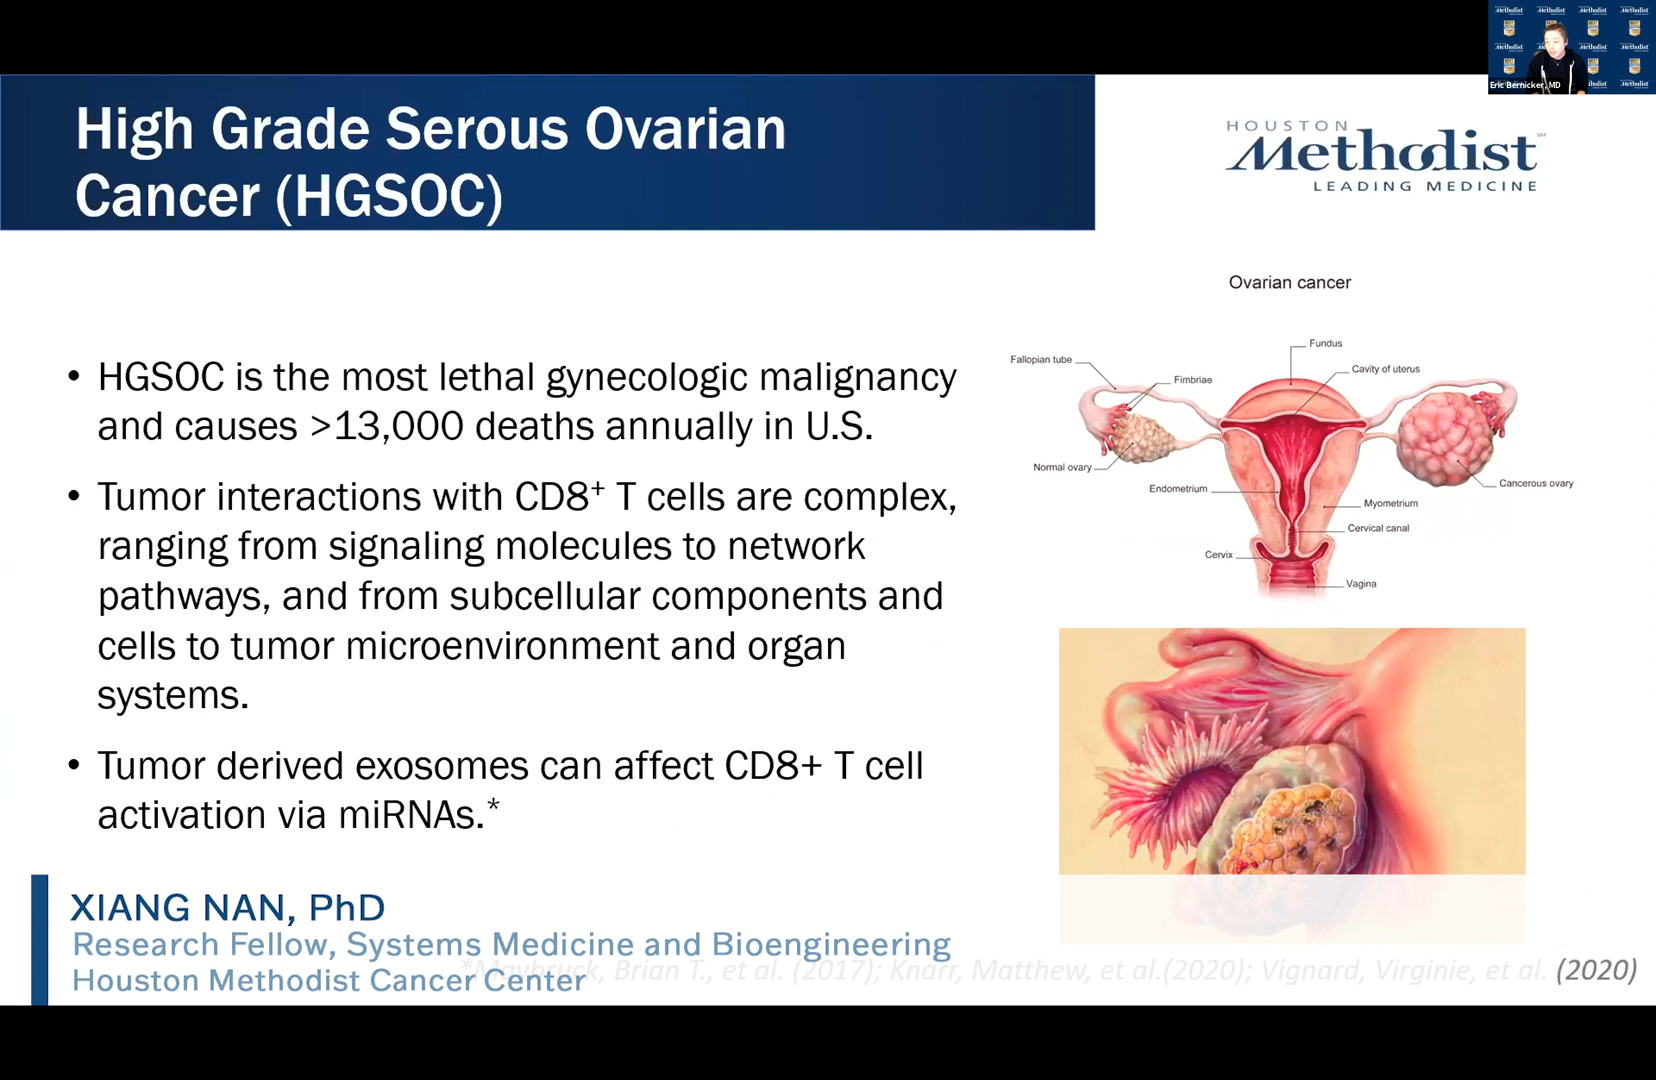 High Grade Serous Ovarian
Cancer (HGSOC)
Eric Bernicker, MD
HOUSTON
Methodist
LEADING MEDICINE
• HGSOC is the most lethal gynecologic malignancy
and causes >13,000 deaths annually in U.S.
• Tumor interactions with CD8⁺ T cells are complex,
ranging from signaling molecules to network
pathways, and from subcellular components and
cells to tumor microenvironment and organ
systems.
• Tumor derived exosomes can affect CD8+ T cell
activation via miRNAs.*
Ovarian cancer
Fundus
Fallopian tube
Cavity of uterus
Fimbriae
Normal ovary
Cancerous ovary
Endometrium
Myometrium
Cervical canal
Cervix
Vagina
XIANG NAN, PhD
Research Fellow, Systems Medicine and Bioengineering
Houston Methodist Cancer Center
*Maybruck, Brian T., et al. (2017); Knarr, Matthew, et al.(2020); Vignard, Virginie, et al. (2020)